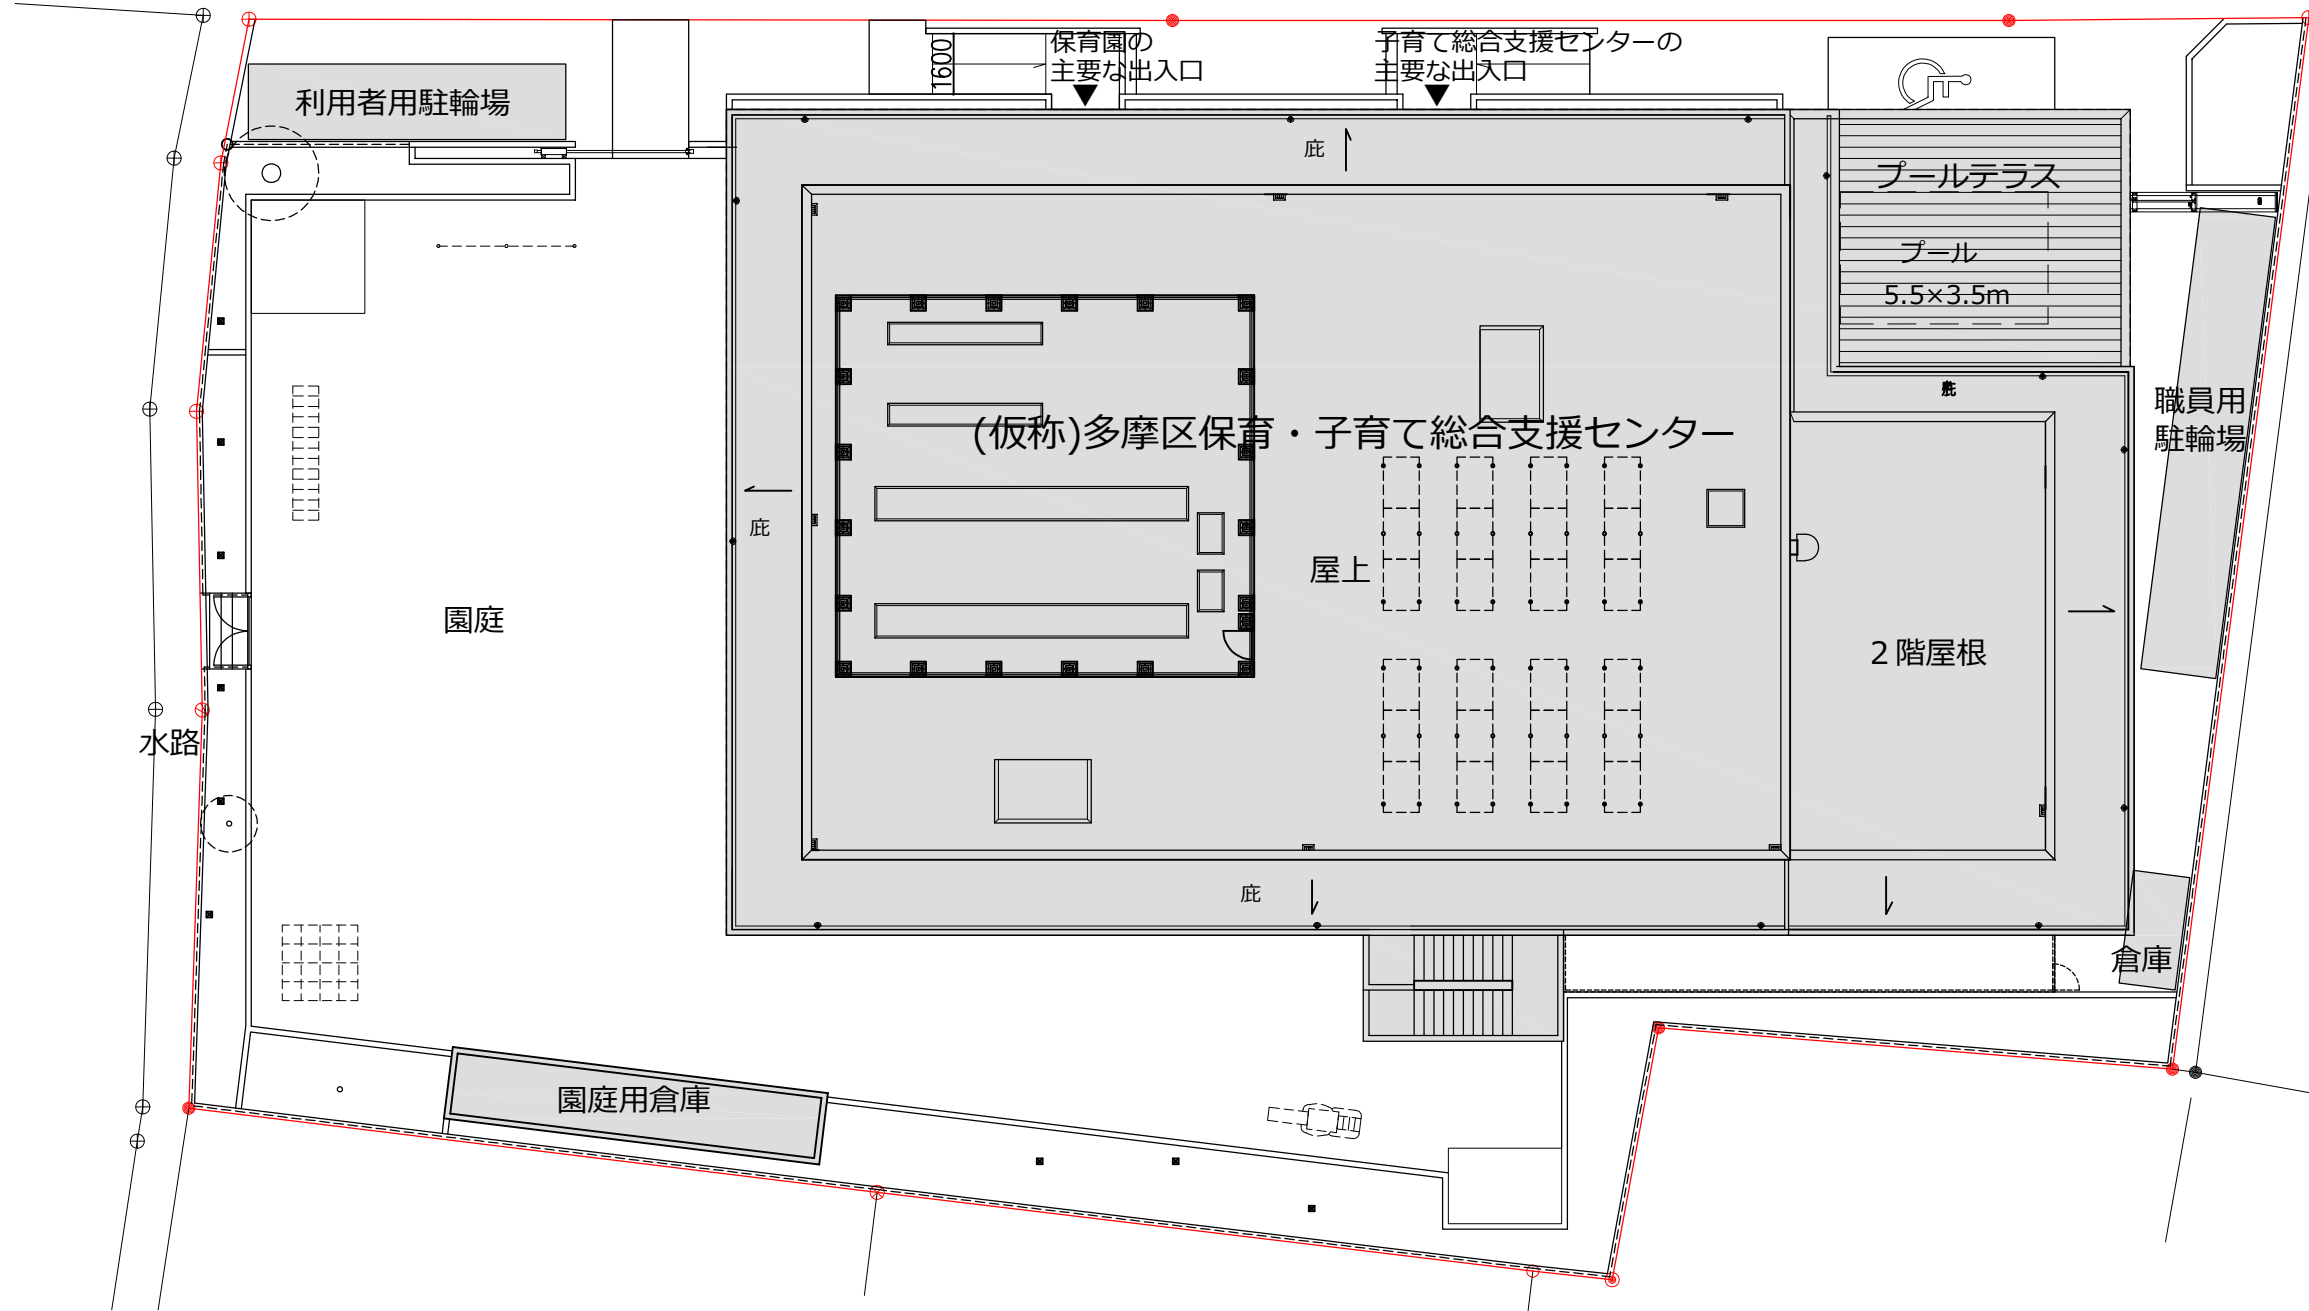 保育園の
主要な出入口
子育て総合支援センターの
主要な出入口
1600
利用者用駐輪場
庇
プールテラス
プール
5.5×3.5m
庇
職員用
駐輪場
(仮称)多摩区保育・子育て総合支援センター
庇
屋上
園庭
２階屋根
水路
庇
倉庫
園庭用倉庫